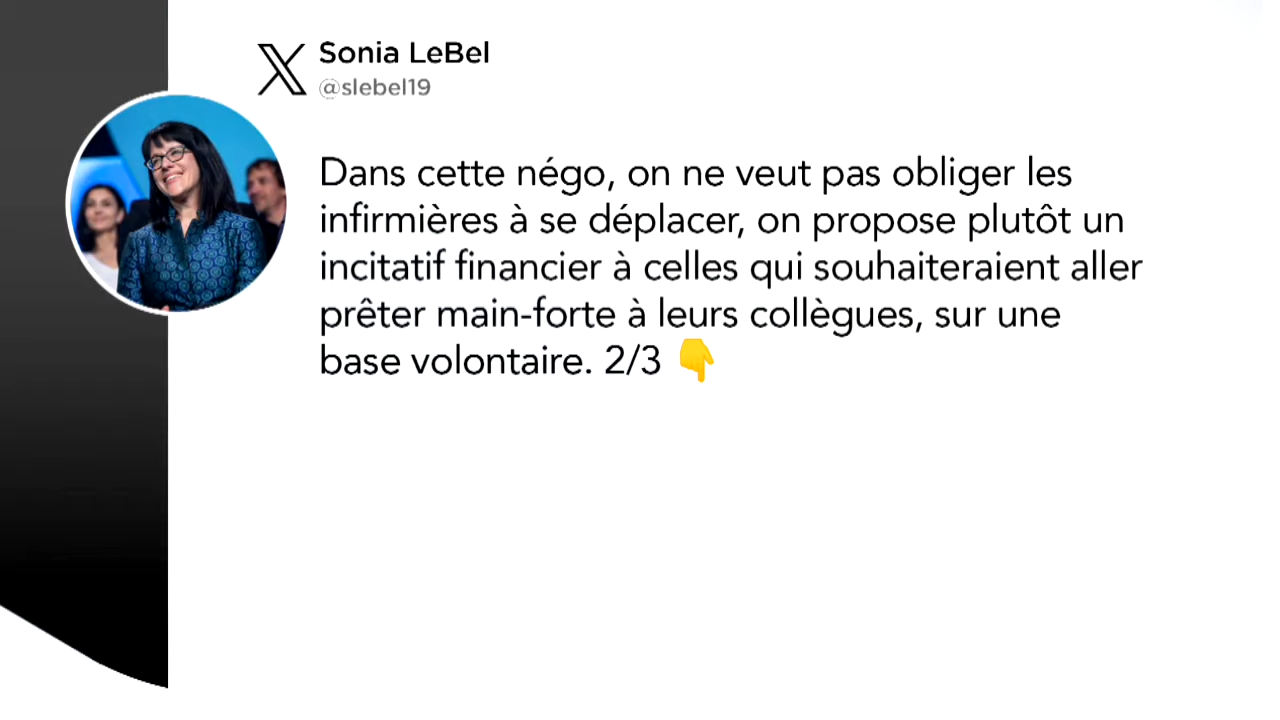 Sonia LeBel
@slebel19
Dans cette négo, on ne veut pas obliger les
infirmières à se déplacer, on propose plutôt un
incitatif financier à celles qui souhaiteraient aller
prêter main-forte à leurs collègues, sur une
base volontaire. 2/3 👇